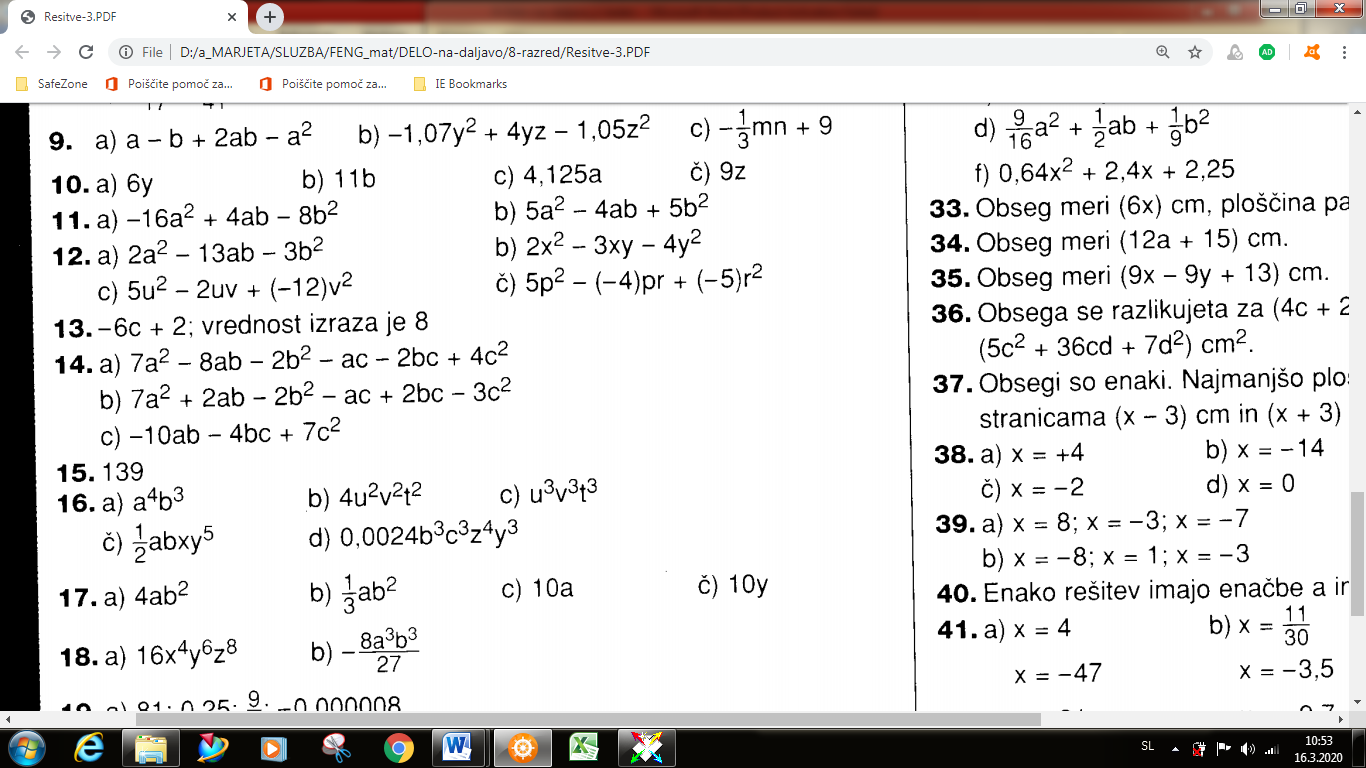 Resitve-3.PDF
File | D:/a_MARJETA/SLUZBA/FENG_mat/DELO-na-daljavo/8-razred/Resitve-3.PDF
SafeZone Poiščite pomoč za... Poiščite pomoč za... IE Bookmarks
9. a) a – b + 2ab – a² b) –1,07y² + 4yz – 1,05z² c) –1/3mn + 9
10. a) 6y b) 11b c) 4,125a č) 9z
11. a) –16a² + 4ab – 8b² b) 5a² – 4ab + 5b²
12. a) 2a² – 13ab – 3b² b) 2x² – 3xy – 4y²
c) 5u² – 2uv + (–12)v² č) 5p² – (–4)pr + (–5)r²
13. –6c + 2; vrednost izraza je 8
14. a) 7a² – 8ab – 2b² – ac – 2bc + 4c²
b) 7a² + 2ab – 2b² – ac + 2bc – 3c²
c) –10ab – 4bc + 7c²
15. 139
16. a) a⁴b³ b) 4u²v²t² c) u³v³t³
č) 1/2abxy⁵ d) 0,0024b³c³z⁴y³
17. a) 4ab² b) 1/3ab² c) 10a č) 10y
18. a) 16x⁴y⁶z⁸ b) –8a³b³/27
d) 9/16a² + 1/2ab + 1/9b²
f) 0,64x² + 2,4x + 2,25
33. Obseg meri (6x) cm, ploščina pa
34. Obseg meri (12a + 15) cm.
35. Obseg meri (9x – 9y + 13) cm.
36. Obsega se razlikujeta za (4c + 2
(5c² + 36cd + 7d²) cm².
37. Obsegi so enaki. Najmanjšo
stranicama (x – 3) cm in (x + 3)
38. a) x = +4 b) x = –14
č) x = –2 d) x = 0
39. a) x = 8; x = –3; x = –7
b) x = –8; x = 1; x = –3
40. Enako rešitev imajo enačbe a
41. a) x = 4 b) x = 11/30
x = –47 x = –3,5
SL 10:53
16.3.2020